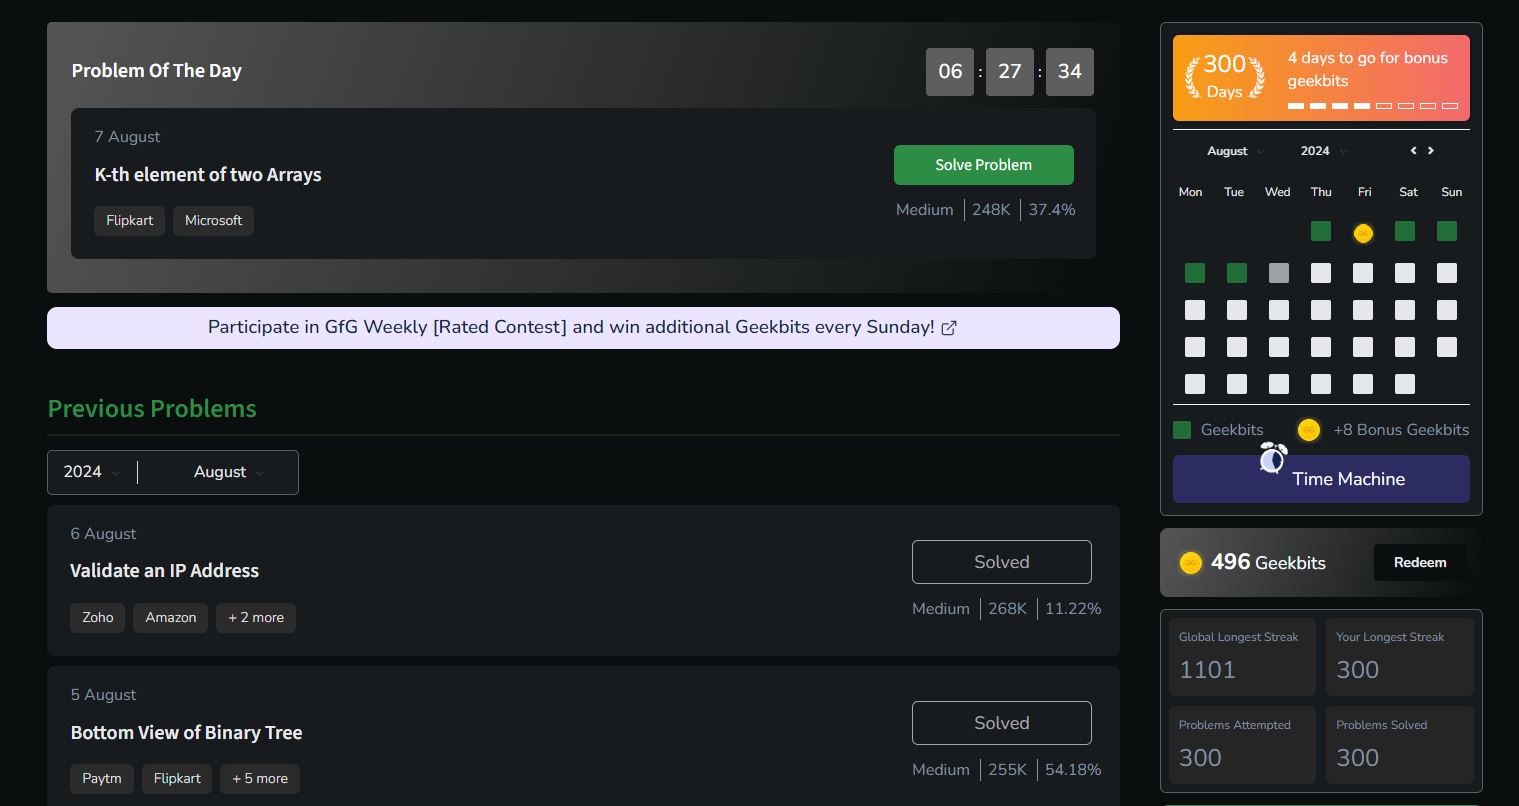 Problem Of The Day
06 : 27 : 34
7 August
K-th element of two Arrays
Solve Problem
Flipkart Microsoft
Medium 248K 37.4%
Participate in GfG Weekly [Rated Contest] and win additional Geekbits every Sunday!
Previous Problems
2024 August
6 August
Validate an IP Address
Solved
Zoho Amazon + 2 more
Medium 268K 11.22%
5 August
Bottom View of Binary Tree
Solved
Paytm Flipkart + 5 more
Medium 255K 54.18%
300
Days
4 days to go for bonus
geekbits
August 2024
Mon Tue Wed Thu Fri Sat Sun
Geekbits +8 Bonus Geekbits
Time Machine
496 Geekbits Redeem
Global Longest Streak
1101
Your Longest Streak
300
Problems Attempted
300
Problems Solved
300